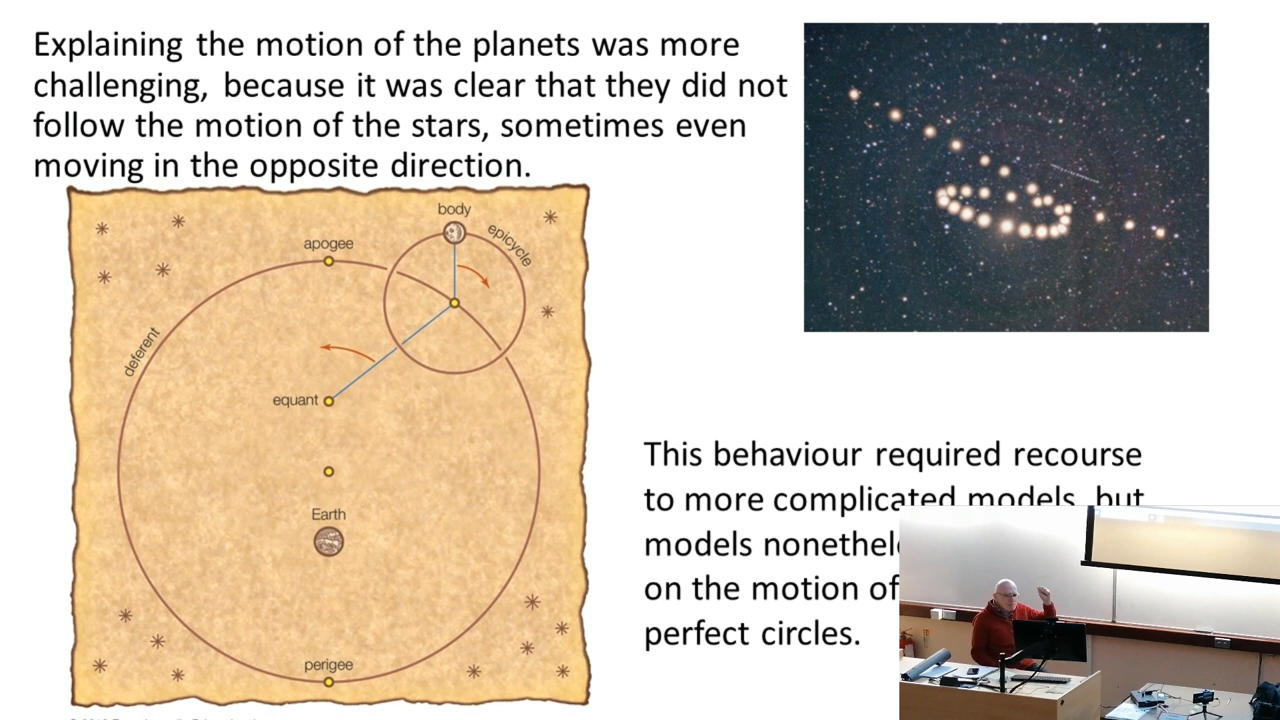 Explaining the motion of the planets was more
challenging, because it was clear that they did not
follow the motion of the stars, sometimes even
moving in the opposite direction.
body
epicycle
apogee
deferent
equant
Earth
perigee
This behaviour required recourse
to more complicated models, but
models nonethel
on the motion of
perfect circles.